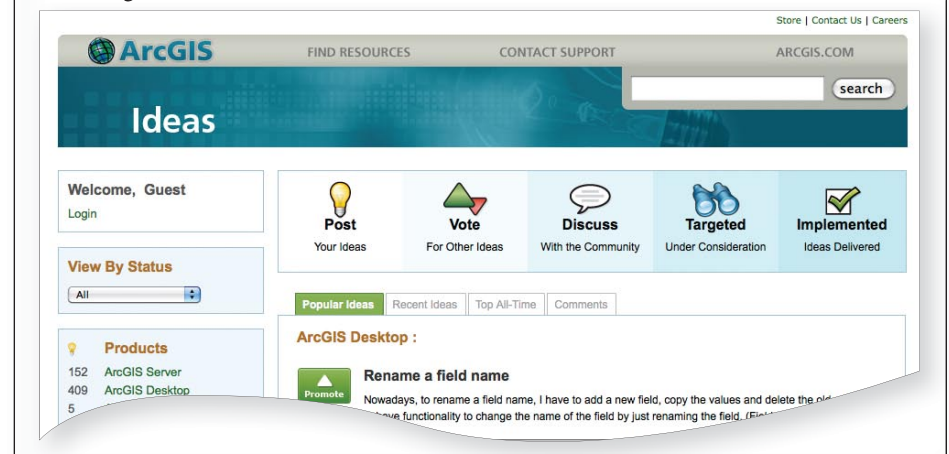 Store | Contact Us | Careers
ArcGIS
FIND RESOURCES CONTACT SUPPORT ARCGIS.COM
search
Ideas
Welcome, Guest
Login
View By Status
All
Products
152 ArcGIS Server
409 ArcGIS Desktop
5
Post
Your Ideas
Vote
For Other Ideas
Discuss
With the Community
Targeted
Under Consideration
Implemented
Ideas Delivered
Popular Ideas Recent Ideas Top All-Time Comments
ArcGIS Desktop :
Promote
Rename a field name
Nowadays, to rename a field name, I have to add a new field, copy the values and delete the old
functionality to change the name of the field by just renaming the field.